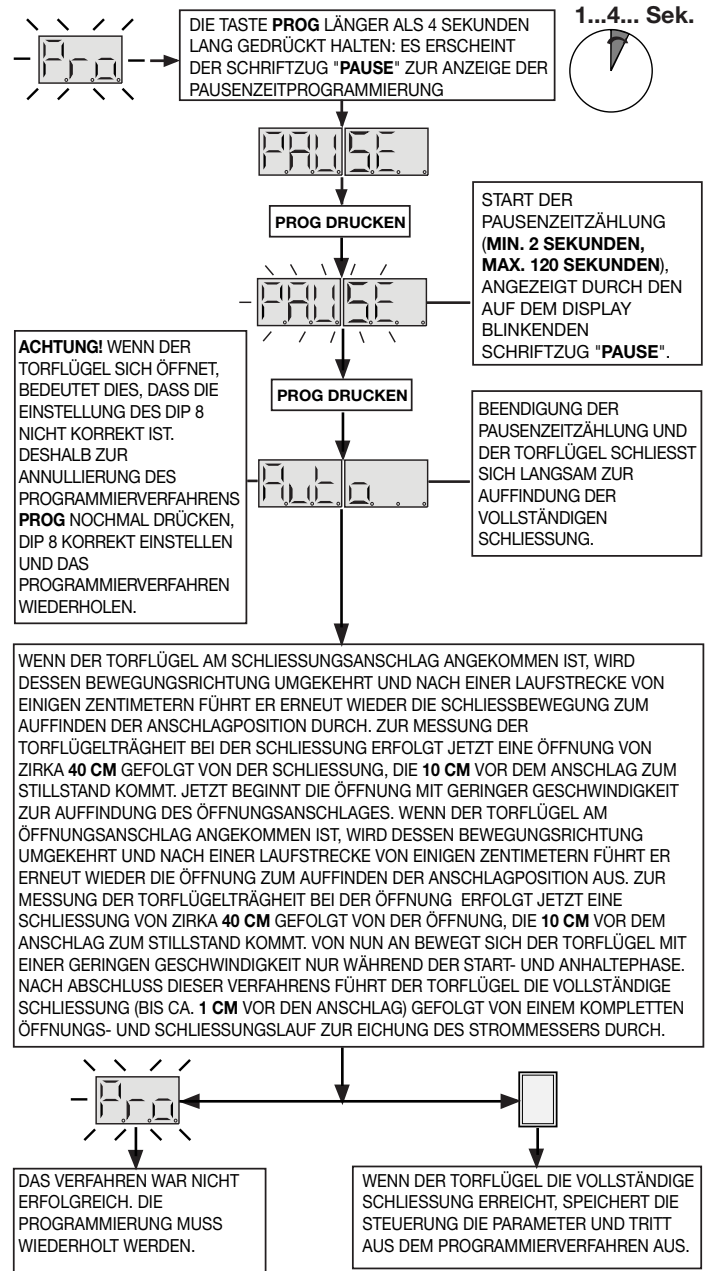 1...4... Sek.
Pro
DIE TASTE PROG LÄNGER ALS 4 SEKUNDEN
LANG GEDRÜCKT HALTEN: ES ERSCHEINT
DER SCHRIFTZUG "PAUSE" ZUR ANZEIGE DER
PAUSENZEITPROGRAMMIERUNG
PAUSE
PROG DRUCKEN
START DER
PAUSENZEITZÄHLUNG
(MIN. 2 SEKUNDEN,
MAX. 120 SEKUNDEN),
ANGEZEIGT DURCH DEN
AUF DEM DISPLAY
BLINKENDEN
SCHRIFTZUG "PAUSE".
PAUSE
ACHTUNG! WENN DER
TORFLÜGEL SICH ÖFFNET,
BEDEUTET DIES, DASS DIE
EINSTELLUNG DES DIP 8
NICHT KORREKT IST.
DESHALB ZUR
ANNULLIERUNG DES
PROGRAMMIERVERFAHRENS
PROG NOCHMAL DRÜCKEN,
DIP 8 KORREKT EINSTELLEN
UND DAS
PROGRAMMIERVERFAHREN
WIEDERHOLEN.
PROG DRUCKEN
Auto
BEENDIGUNG DER
PAUSENZEITZÄHLUNG UND
DER TORFLÜGEL SCHLIESST
SICH LANGSAM ZUR
AUFFINDUNG DER
VOLLSTÄNDIGEN
SCHLIESSUNG.
WENN DER TORFLÜGEL AM SCHLIESSUNGSANSCHLAG ANGEKOMMEN IST, WIRD
DESSEN BEWEGUNGSRICHTUNG UMGEKEHRT UND NACH EINER LAUFSTRECKE VON
EINIGEN ZENTIMETERN FÜHRT ER ERNEUT WIEDER DIE SCHLIESSBEWEGUNG ZUM
AUFFINDEN DER ANSCHLAGPOSITION DURCH. ZUR MESSUNG DER
TORFLÜGELTRÄGHEIT BEI DER SCHLIESSUNG ERFOLGT JETZT EINE ÖFFNUNG VON
ZIRKA 40 CM GEFOLGT VON DER SCHLIESSUNG, DIE 10 CM VOR DEM ANSCHLAG ZUM
STILLSTAND KOMMT. JETZT BEGINNT DIE ÖFFNUNG MIT GERINGER GESCHWINDIGKEIT
ZUR AUFFINDUNG DES ÖFFNUNGSANSCHLAGES. WENN DER TORFLÜGEL AM
ÖFFNUNGSANSCHLAG ANGEKOMMEN IST, WIRD DESSEN BEWEGUNGSRICHTUNG
UMGEKEHRT UND NACH EINER LAUFSTRECKE VON EINIGEN ZENTIMETERN FÜHRT ER
ERNEUT WIEDER DIE ÖFFNUNG ZUM AUFFINDEN DER ANSCHLAGPOSITION AUS. ZUR
MESSUNG DER TORFLÜGELTRÄGHEIT BEI DER ÖFFNUNG ERFOLGT JETZT EINE
SCHLIESSUNG VON ZIRKA 40 CM GEFOLGT VON DER ÖFFNUNG, DIE 10 CM VOR DEM
ANSCHLAG ZUM STILLSTAND KOMMT. VON NUN AN BEWEGT SICH DER TORFLÜGEL MIT
EINER GERINGEN GESCHWINDIGKEIT NUR WÄHREND DER START- UND ANHALTEPHASE.
NACH ABSCHLUSS DIESER VERFAHRENS FÜHRT DER TORFLÜGEL DIE VOLLSTÄNDIGE
SCHLIESSUNG (BIS CA. 1 CM VOR DEN ANSCHLAG) GEFOLGT VON EINEM KOMPLETTEN
ÖFFNUNGS- UND SCHLIESSUNGSLAUF ZUR EICHUNG DES STROMMESSERS DURCH.
Pro
DAS VERFAHREN WAR NICHT
ERFOLGREICH. DIE
PROGRAMMIERUNG MUSS
WIEDERHOLT WERDEN.
WENN DER TORFLÜGEL DIE VOLLSTÄNDIGE
SCHLIESSUNG ERREICHT, SPEICHERT DIE
STEUERUNG DIE PARAMETER UND TRITT
AUS DEM PROGRAMMIERVERFAHREN AUS.